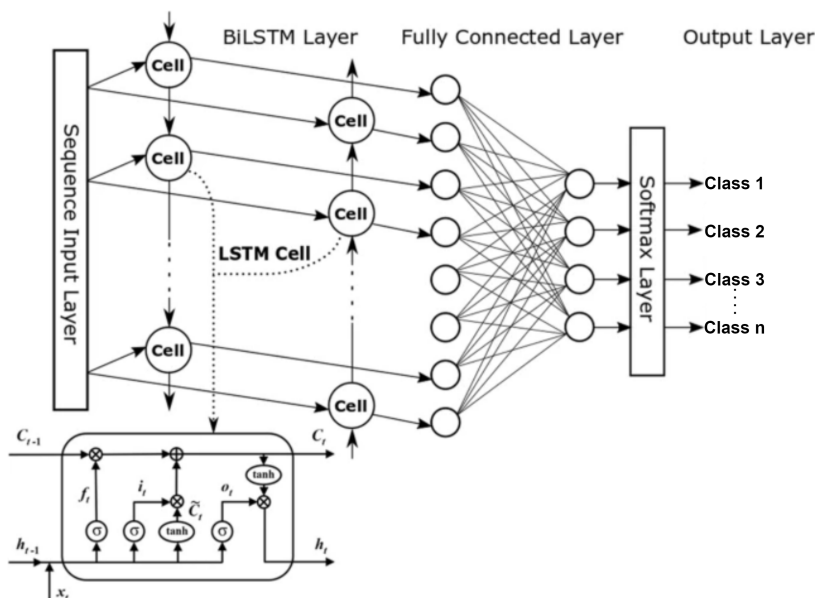 BiLSTM Layer
Fully Connected Layer
Output Layer
Sequence Input Layer
Cell
Cell
Cell
Cell
Cell
Cell
LSTM Cell
Softmax Layer
Class 1
Class 2
Class 3
Class n
C_{t-1}
C_t
f_t
i_t
C̃_t
o_t
tanh
σ
σ
tanh
σ
h_{t-1}
h_t
x_t